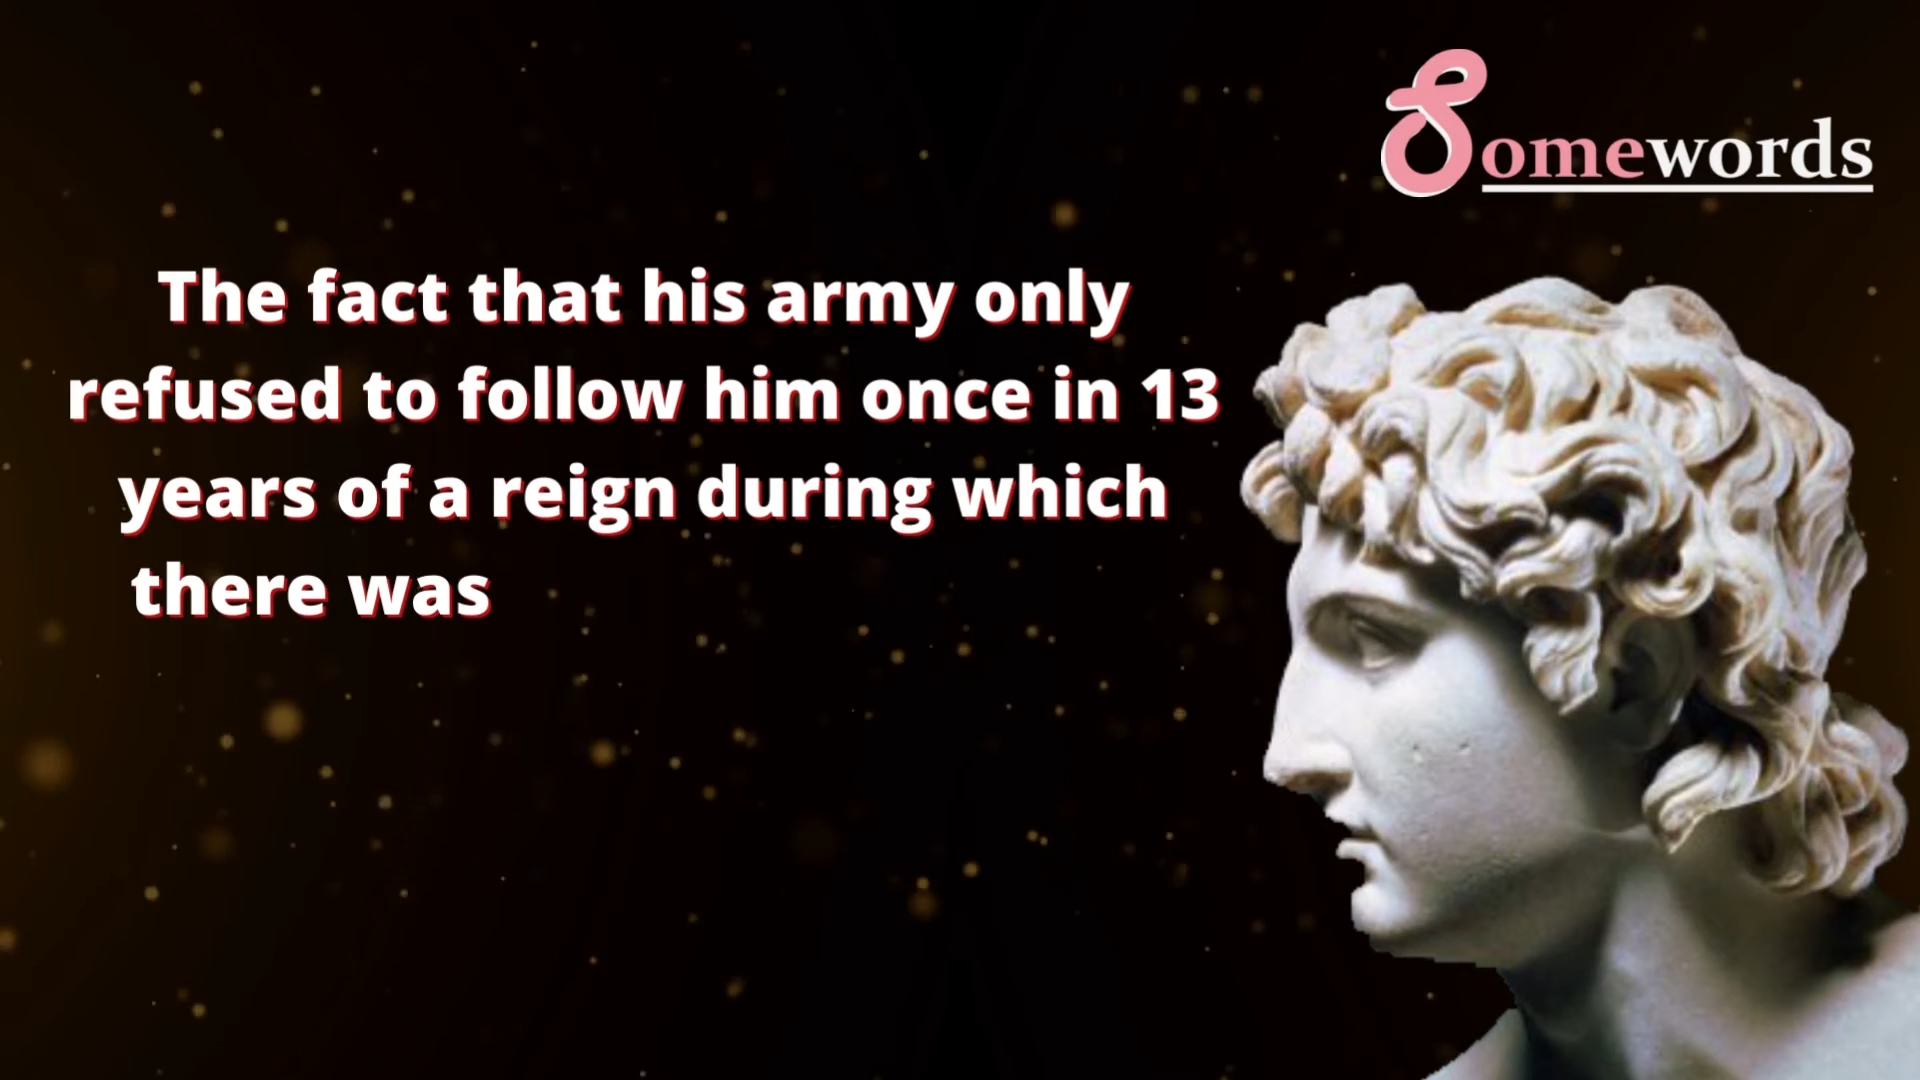 Somewords
The fact that his army only
refused to follow him once in 13
years of a reign during which
there was